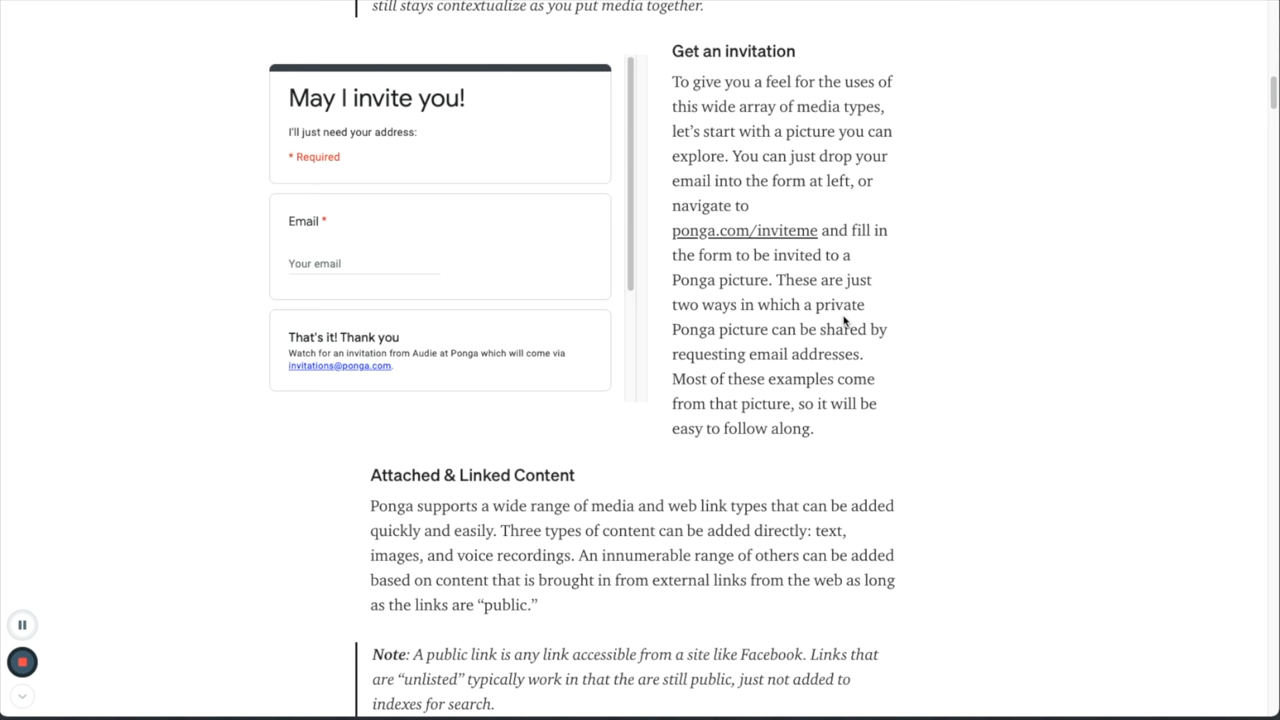 still stays contextualize as you put media together.
May I invite you!
I'll just need your address:
* Required
Email *
Your email
That's it! Thank you
Watch for an invitation from Audie at Ponga which will come via
invitations@ponga.com.
Get an invitation
To give you a feel for the uses of
this wide array of media types,
let’s start with a picture you can
explore. You can just drop your
email into the form at left, or
navigate to
ponga.com/inviteme and fill in
the form to be invited to a
Ponga picture. These are just
two ways in which a private
Ponga picture can be shared by
requesting email addresses.
Most of these examples come
from that picture, so it will be
easy to follow along.
Attached & Linked Content
Ponga supports a wide range of media and web link types that can be added
quickly and easily. Three types of content can be added directly: text,
images, and voice recordings. An innumerable range of others can be added
based on content that is brought in from external links from the web as long
as the links are “public.”
Note: A public link is any link accessible from a site like Facebook. Links that
are “unlisted” typically work in that the are still public, just not added to
indexes for search.